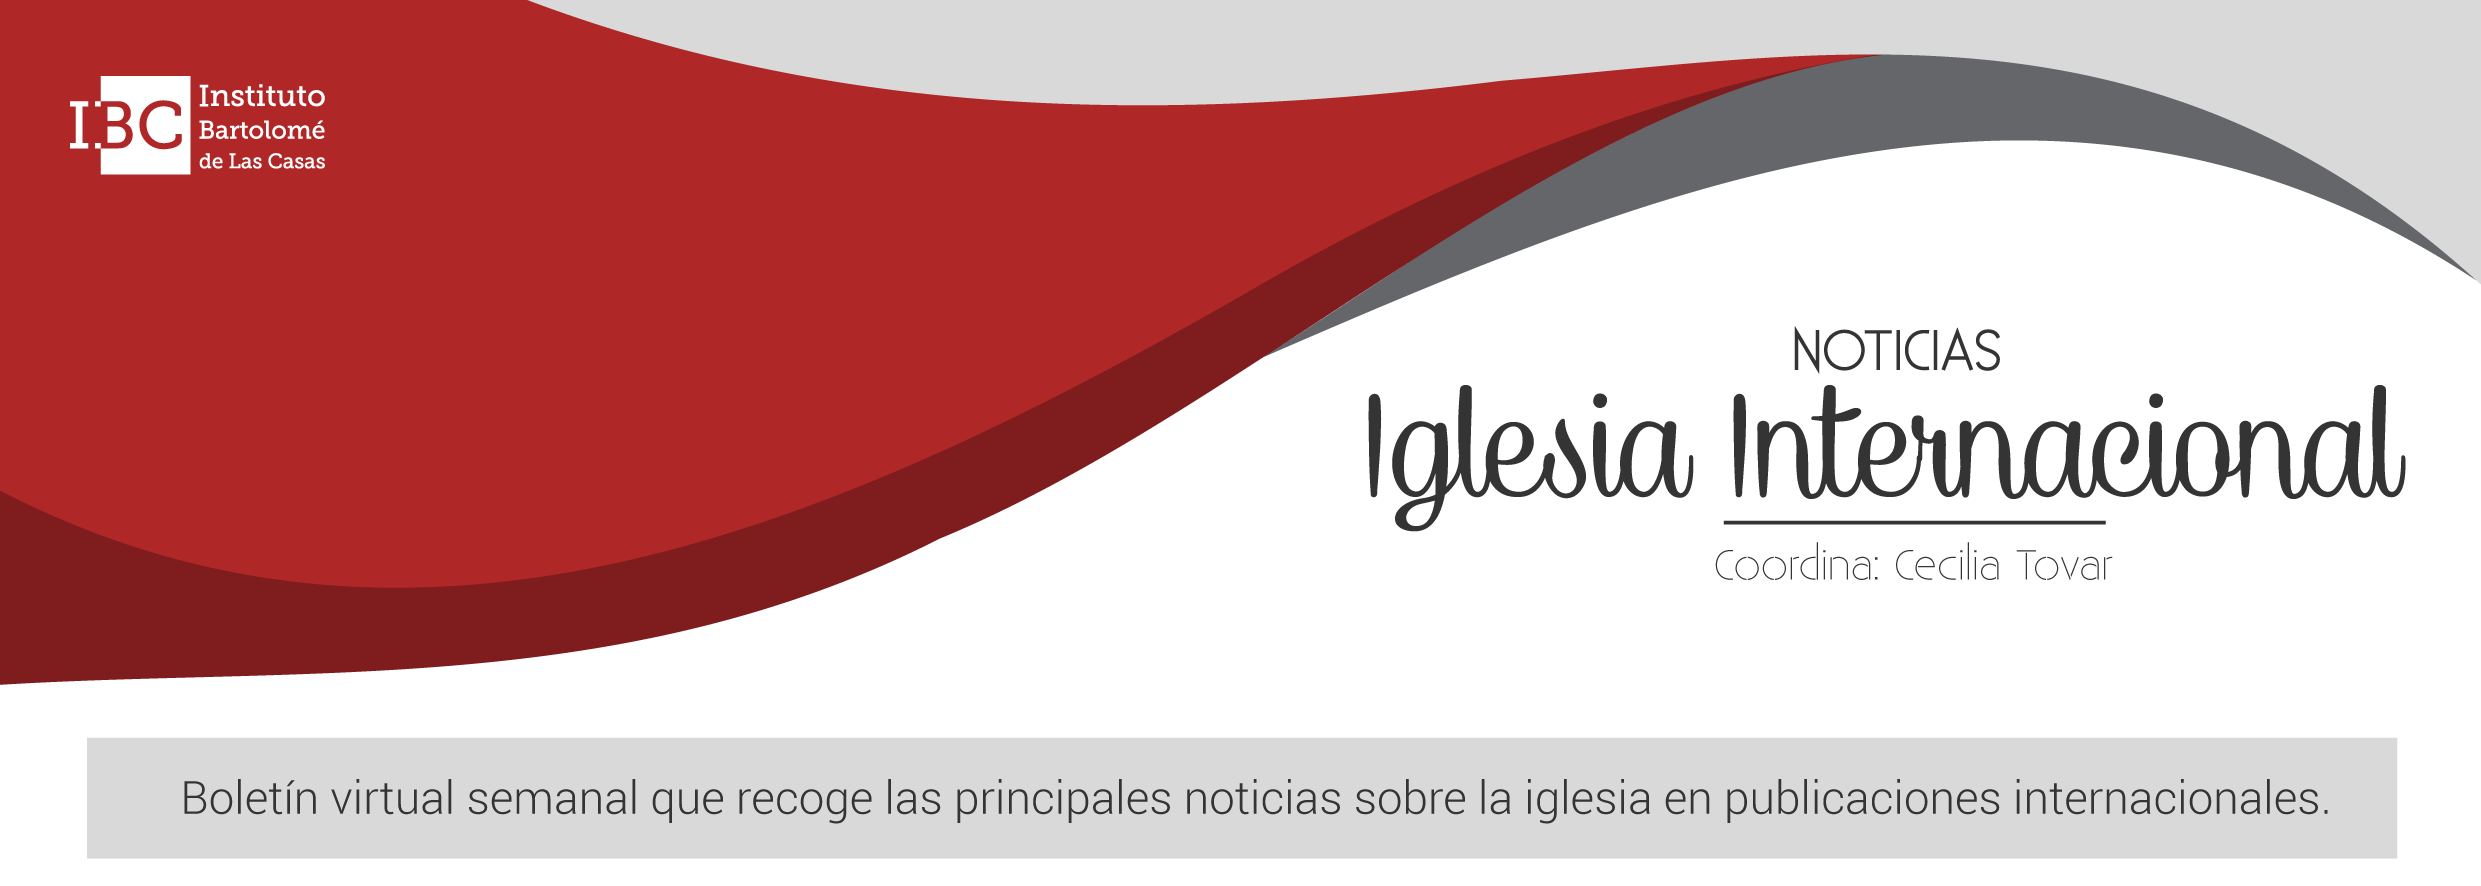 IBC
Instituto
Bartolomé
de Las Casas
NOTICIAS
Iglesia Internacional
Coordina: Cecilia Tovar
Boletín virtual semanal que recoge las principales noticias sobre la iglesia en publicaciones internacionales.